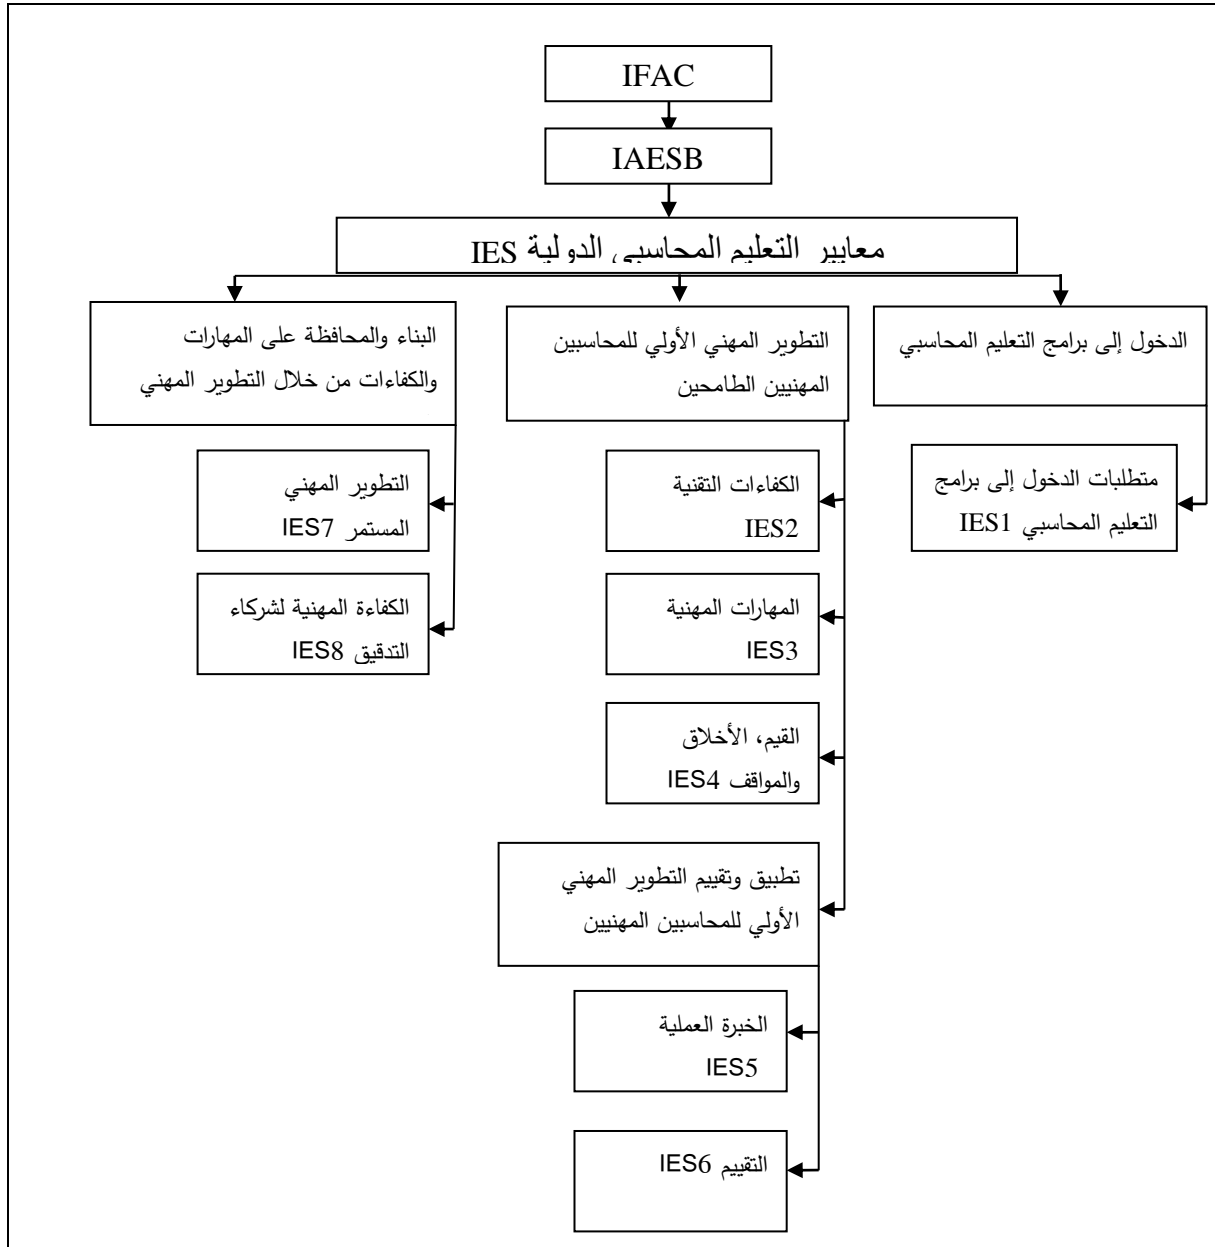 IFAC
IAESB
معايير التعليم المحاسبي الدولية IES
الدخول إلى برامج التعليم المحاسبي
متطلبات الدخول إلى برامج
التعليم المحاسبي IES1
التطوير المهني الأولي للمحاسبين
المهنيين الطامحين
الكفاءات التقنية
IES2
المهارات المهنية
IES3
القيم، الأخلاق
والمواقف IES4
تطبيق وتقييم التطوير المهني
الأولي للمحاسبين المهنيين
الخبرة العملية
IES5
التقييم IES6
البناء والمحافظة على المهارات
والكفاءات من خلال التطوير المهني
التطوير المهني
المستمر IES7
الكفاءة المهنية لشركاء
التدقيق IES8